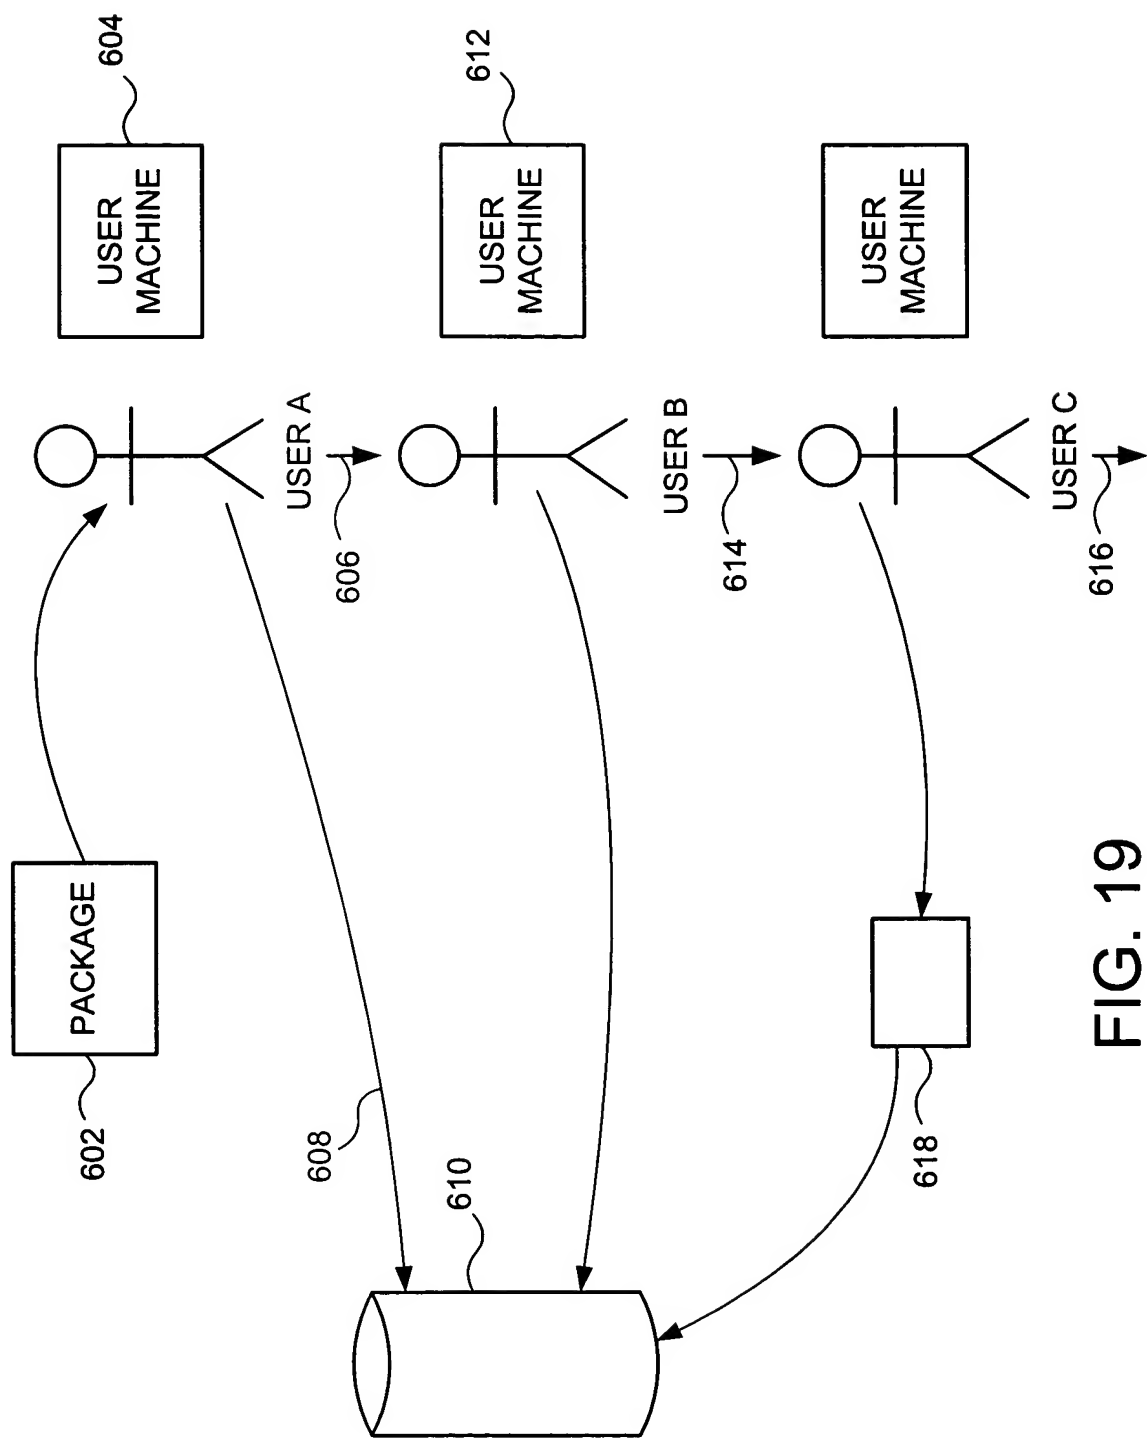 604
USER
MACHINE
612
USER
MACHINE
USER
MACHINE
USER A
606
USER B
614
USER C
616
PACKAGE
602
608
610
618
FIG. 19